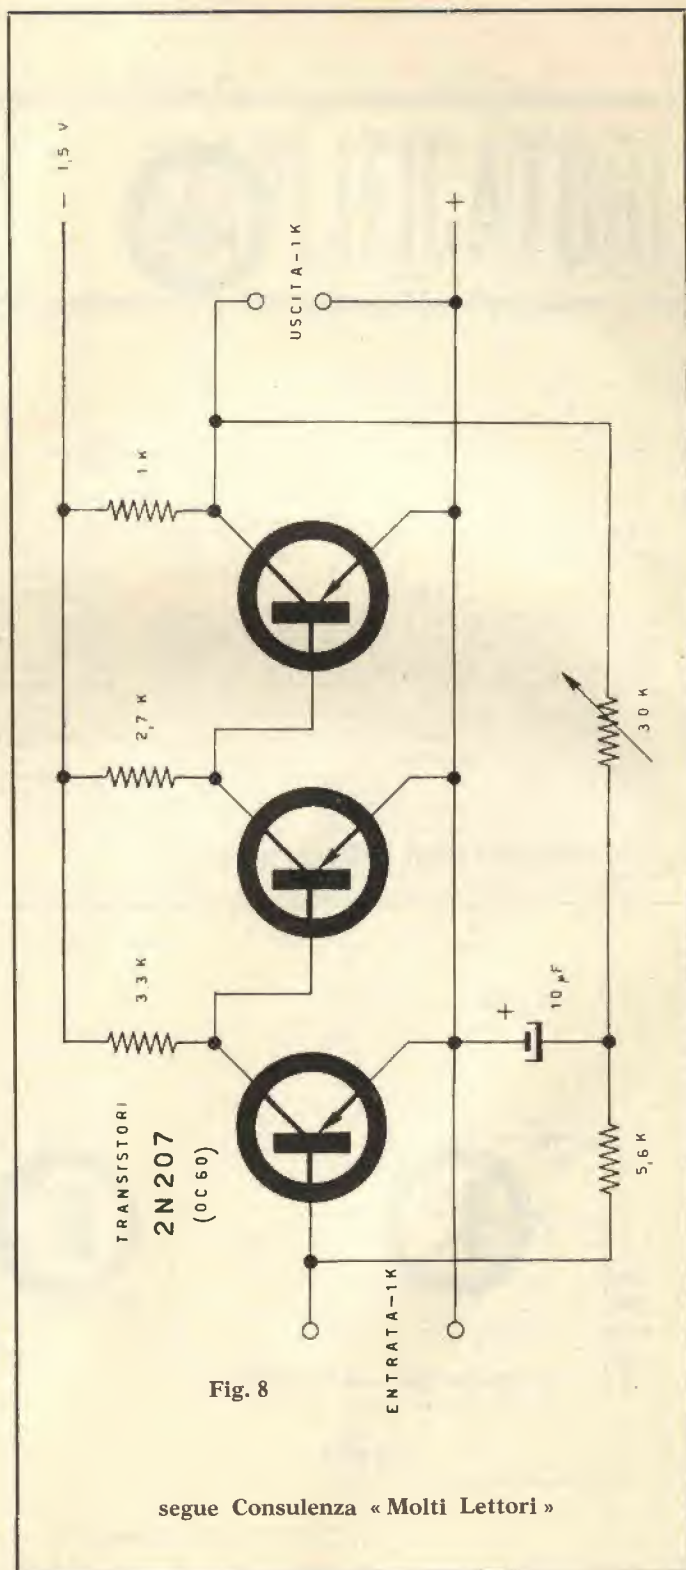 — 1,5 V
+
USCITA-1K
1K
2,7 K
3.3 K
30 K
+
10 µF
5,6 K
TRANSISTORI
2N207
(OC60)
ENTRATA-1K
Fig. 8
segue Consulenza « Molti Lettori »